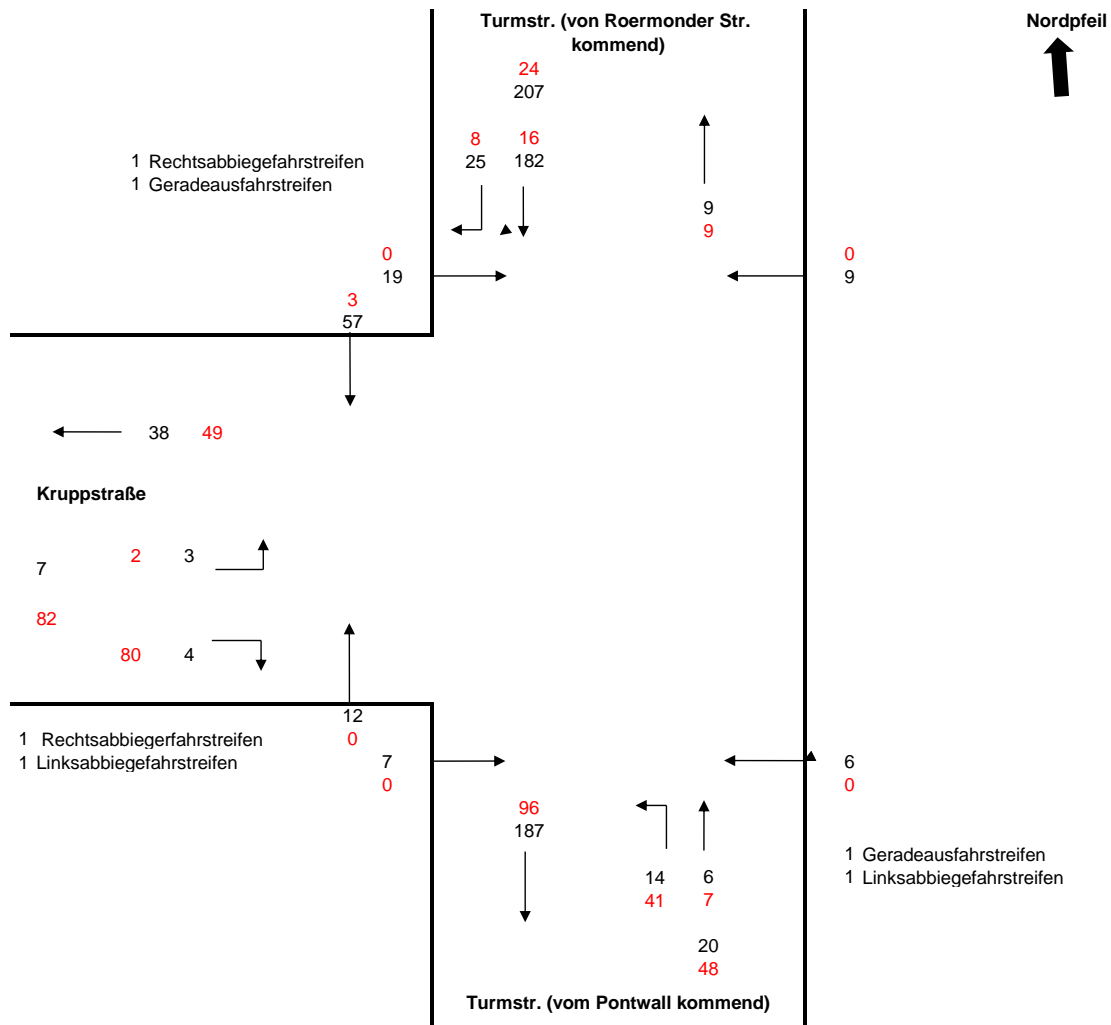 Turmstr. (von Roermonder Str.
kommend)
Nordpfeil
24
207
8 16
25 182
1 Rechtsabbiegefahrstreifen
1 Geradeausfahrstreifen
9
9
0
19
0
9
3
57
38 49
Kruppstraße
2 3
7
82
80 4
12
0
1 Rechtsabbiegerfahrstreifen
1 Linksabbiegefahrstreifen
7
0
6
0
96
187
1 Geradeausfahrstreifen
1 Linksabbiegefahrstreifen
14 6
41 7
20
48
Turmstr. (vom Pontwall kommend)